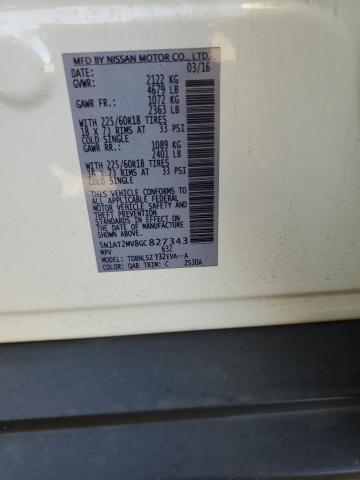 MFD BY NISSAN MOTOR CO., LTD.
DATE: 03/16
GVWR: 2122 KG
4679 LB
GAWR FR.: 1072 KG
2363 LB
WITH 225/60R18 TIRES
18 X 7J RIMS AT 33 PSI
COLD SINGLE
GAWR RR.: 1089 KG
2401 LB
WITH 225/60R18 TIRES
18 X 7J RIMS AT 33 PSI
COLD SINGLE
THIS VEHICLE CONFORMS TO ALL
APPLICABLE FEDERAL MOTOR
VEHICLE SAFETY AND THEFT
PREVENTION STANDARDS IN
EFFECT ON THE DATE OF
MANUFACTURE SHOWN ABOVE.
5N1AT2MV8GC827343
MPV 632
MODEL: TDBNLSZ T32EVA--A
COLOR: QAB TRIM: C ZS30A